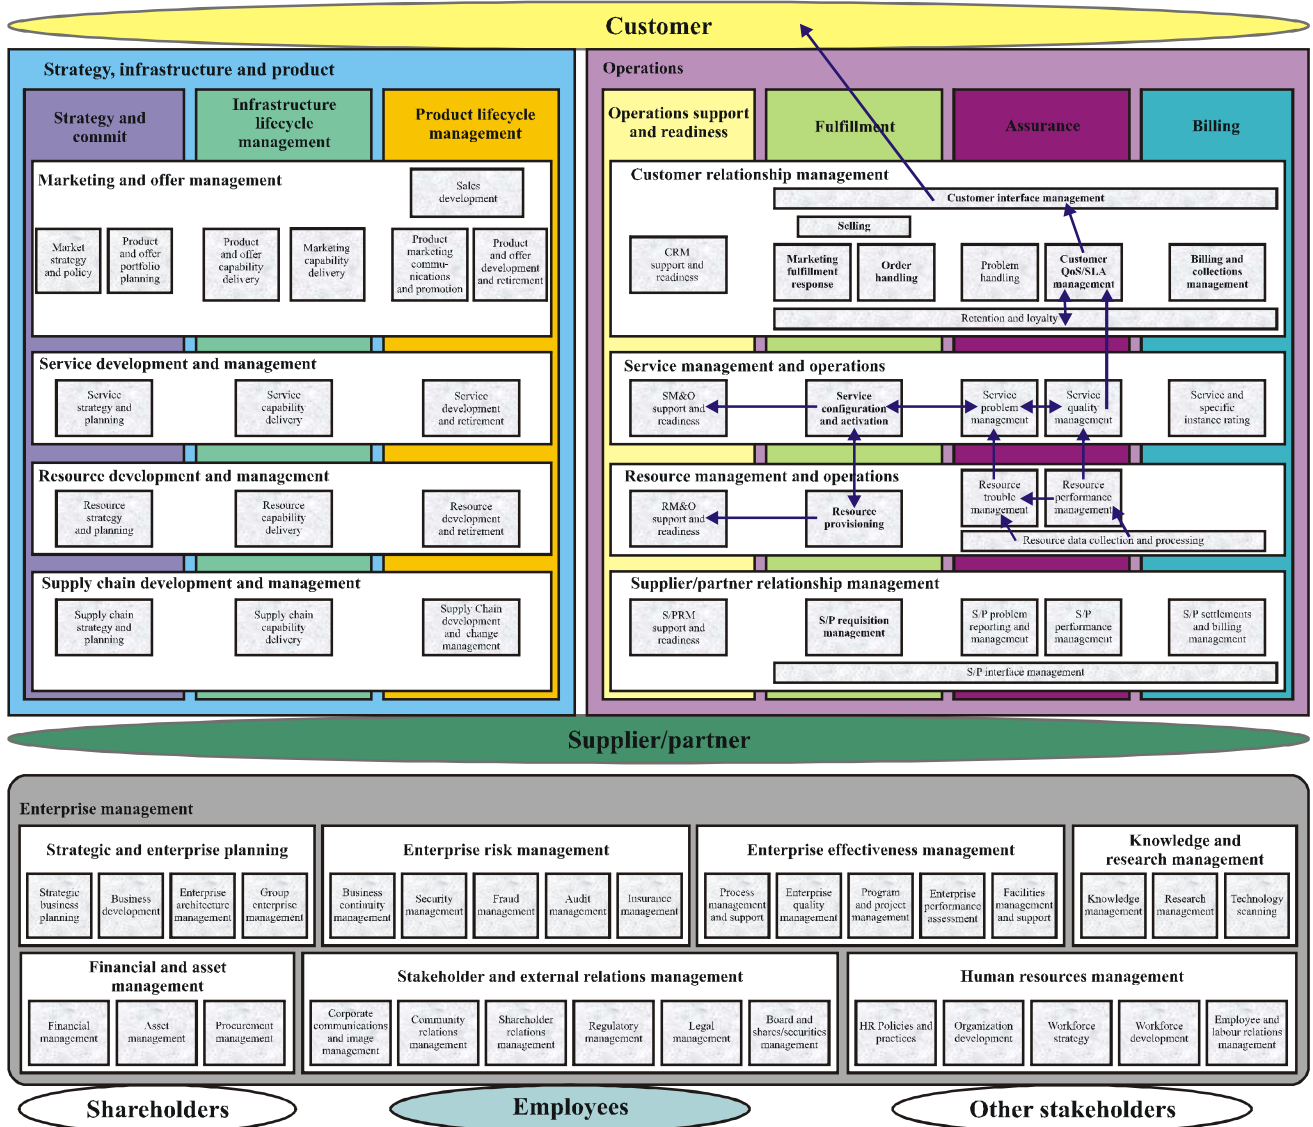 Customer
Strategy, infrastructure and product
Strategy and
commit
Infrastructure
lifecycle
management
Product lifecycle
management
Marketing and offer management
Sales
development
Market
strategy
and policy
Product
and offer
portfolio
planning
Product
and offer
capability
delivery
Marketing
capability
delivery
Product
marketing
commu-
nications
and promotion
Product
and offer
development
and retirement
Service development and management
Service
strategy and
planning
Service
capability
delivery
Service
development
and retirement
Resource development and management
Resource
strategy
and planning
Resource
capability
delivery
Resource
development
and retirement
Supply chain development and management
Supply chain
strategy and
planning
Supply chain
capability
delivery
Supply Chain
development
and change
management
Operations
Operations support
and readiness
Fulfillment
Assurance
Billing
Customer relationship management
Customer interface management
Selling
CRM
support and
readiness
Marketing
fulfillment
response
Order
handling
Problem
handling
Customer
QoS/SLA
management
Billing and
collections
management
Retention and loyalty
Service management and operations
SM&O
support and
readiness
Service
configuration
and activation
Service
problem
management
Service
quality
management
Service and
specific
instance rating
Resource management and operations
RM&O
support and
readiness
Resource
provisioning
Resource
trouble
management
Resource
performance
management
Resource data collection and processing
Supplier/partner relationship management
S/PRM
support and
readiness
S/P requisition
management
S/P problem
reporting and
management
S/P
performance
management
S/P settlements
and billing
management
S/P interface management
Supplier/partner
Enterprise management
Strategic and enterprise planning
Strategic
business
planning
Business
development
Enterprise
architecture
management
Group
enterprise
management
Enterprise risk management
Business
continuity
management
Security
management
Fraud
management
Audit
management
Insurance
management
Enterprise effectiveness management
Process
management
and support
Enterprise
quality
management
Program
and project
management
Enterprise
performance
assessment
Facilities
management
and support
Knowledge and
research management
Knowledge
management
Research
management
Technology
scanning
Financial and asset
management
Financial
management
Asset
management
Procurement
management
Stakeholder and external relations management
Corporate
communications
and image
management
Community
relations
management
Shareholder
relations
management
Regulatory
management
Legal
management
Board and
shares/securities
management
Human resources management
HR Policies and
practices
Organization
development
Workforce
strategy
Workforce
development
Employee and
labour relations
management
Shareholders
Employees
Other stakeholders